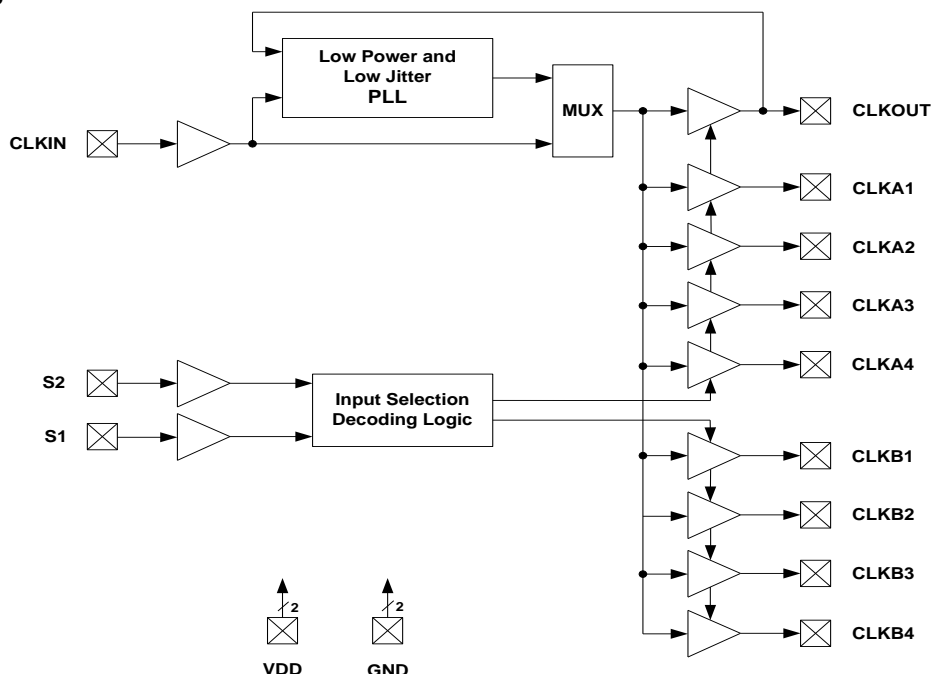 Low Power and
Low Jitter
PLL
MUX
CLKIN
CLKOUT
CLKA1
CLKA2
CLKA3
CLKA4
S2
S1
Input Selection
Decoding Logic
CLKB1
CLKB2
CLKB3
CLKB4
2
2
VDD
GND